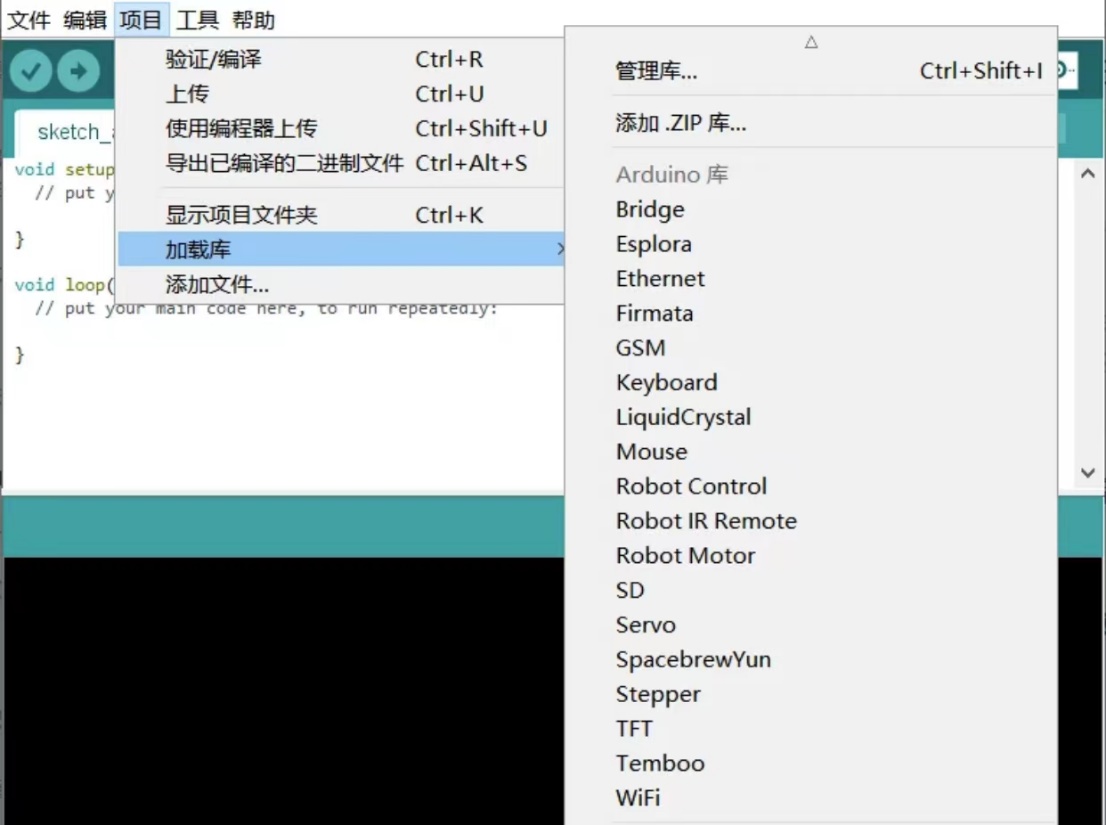 文件 编辑 项目 工具 帮助
验证/编译 Ctrl+R
上传 Ctrl+U
使用编程器上传 Ctrl+Shift+U
导出已编译的二进制文件 Ctrl+Alt+S
显示项目文件夹 Ctrl+K
加载库
添加文件...
管理库... Ctrl+Shift+I
添加 .ZIP 库...
Arduino 库
Bridge
Esplora
Ethernet
Firmata
GSM
Keyboard
LiquidCrystal
Mouse
Robot Control
Robot IR Remote
Robot Motor
SD
Servo
SpacebrewYun
Stepper
TFT
Temboo
WiFi
sketch_
void setup
// put
}
void loop(
// put your main code here, to run repeatedly:
}